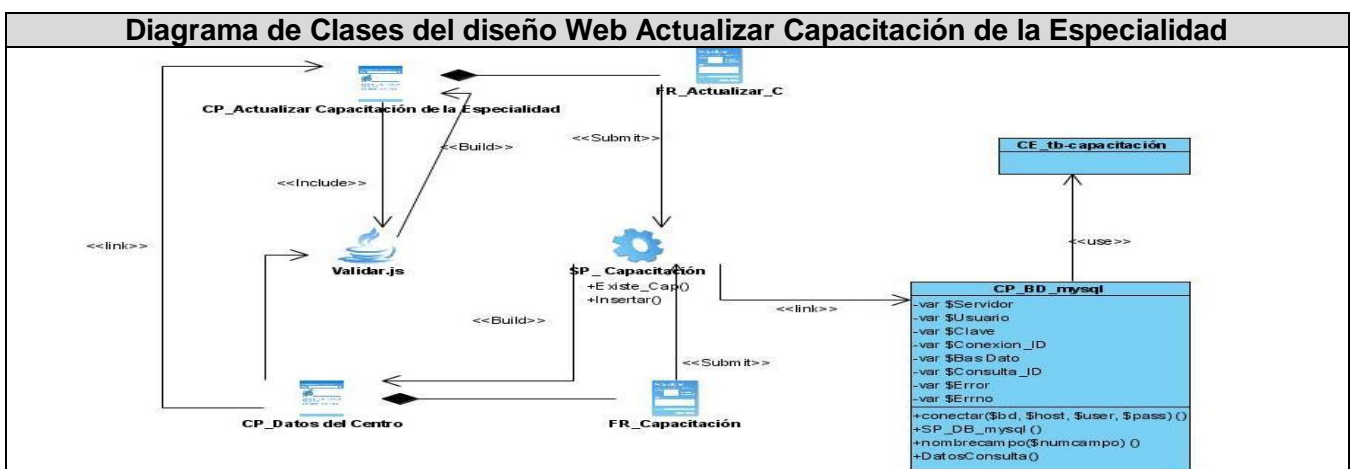 Diagrama de Clases del diseño Web Actualizar Capacitación de la Especialidad
FR_Actualizar_C
CP_Actualizar Capacitación de la Especialidad
<<Submit>>
<<Build>>
CE_tb-capacitación
<<Include>>
<<link>>
<<use>>
Validar.js
SP_Capacitación
+Existe_Cap()
+Insertar()
<<link>>
<<Build>>
<<Submit>>
CP_BD_mysql
-var $Servidor
-var $Usuario
-var $Clave
-var $Conexion_ID
-var $BasDato
-var $Consulta_ID
-var $Error
-var $Errno
+conectar($bd, $host, $user, $pass) ()
+SP_DB_mysql ()
+nombrecampo($numcampo) ()
+DatosConsulta()
CP_Datos del Centro
FR_Capacitación